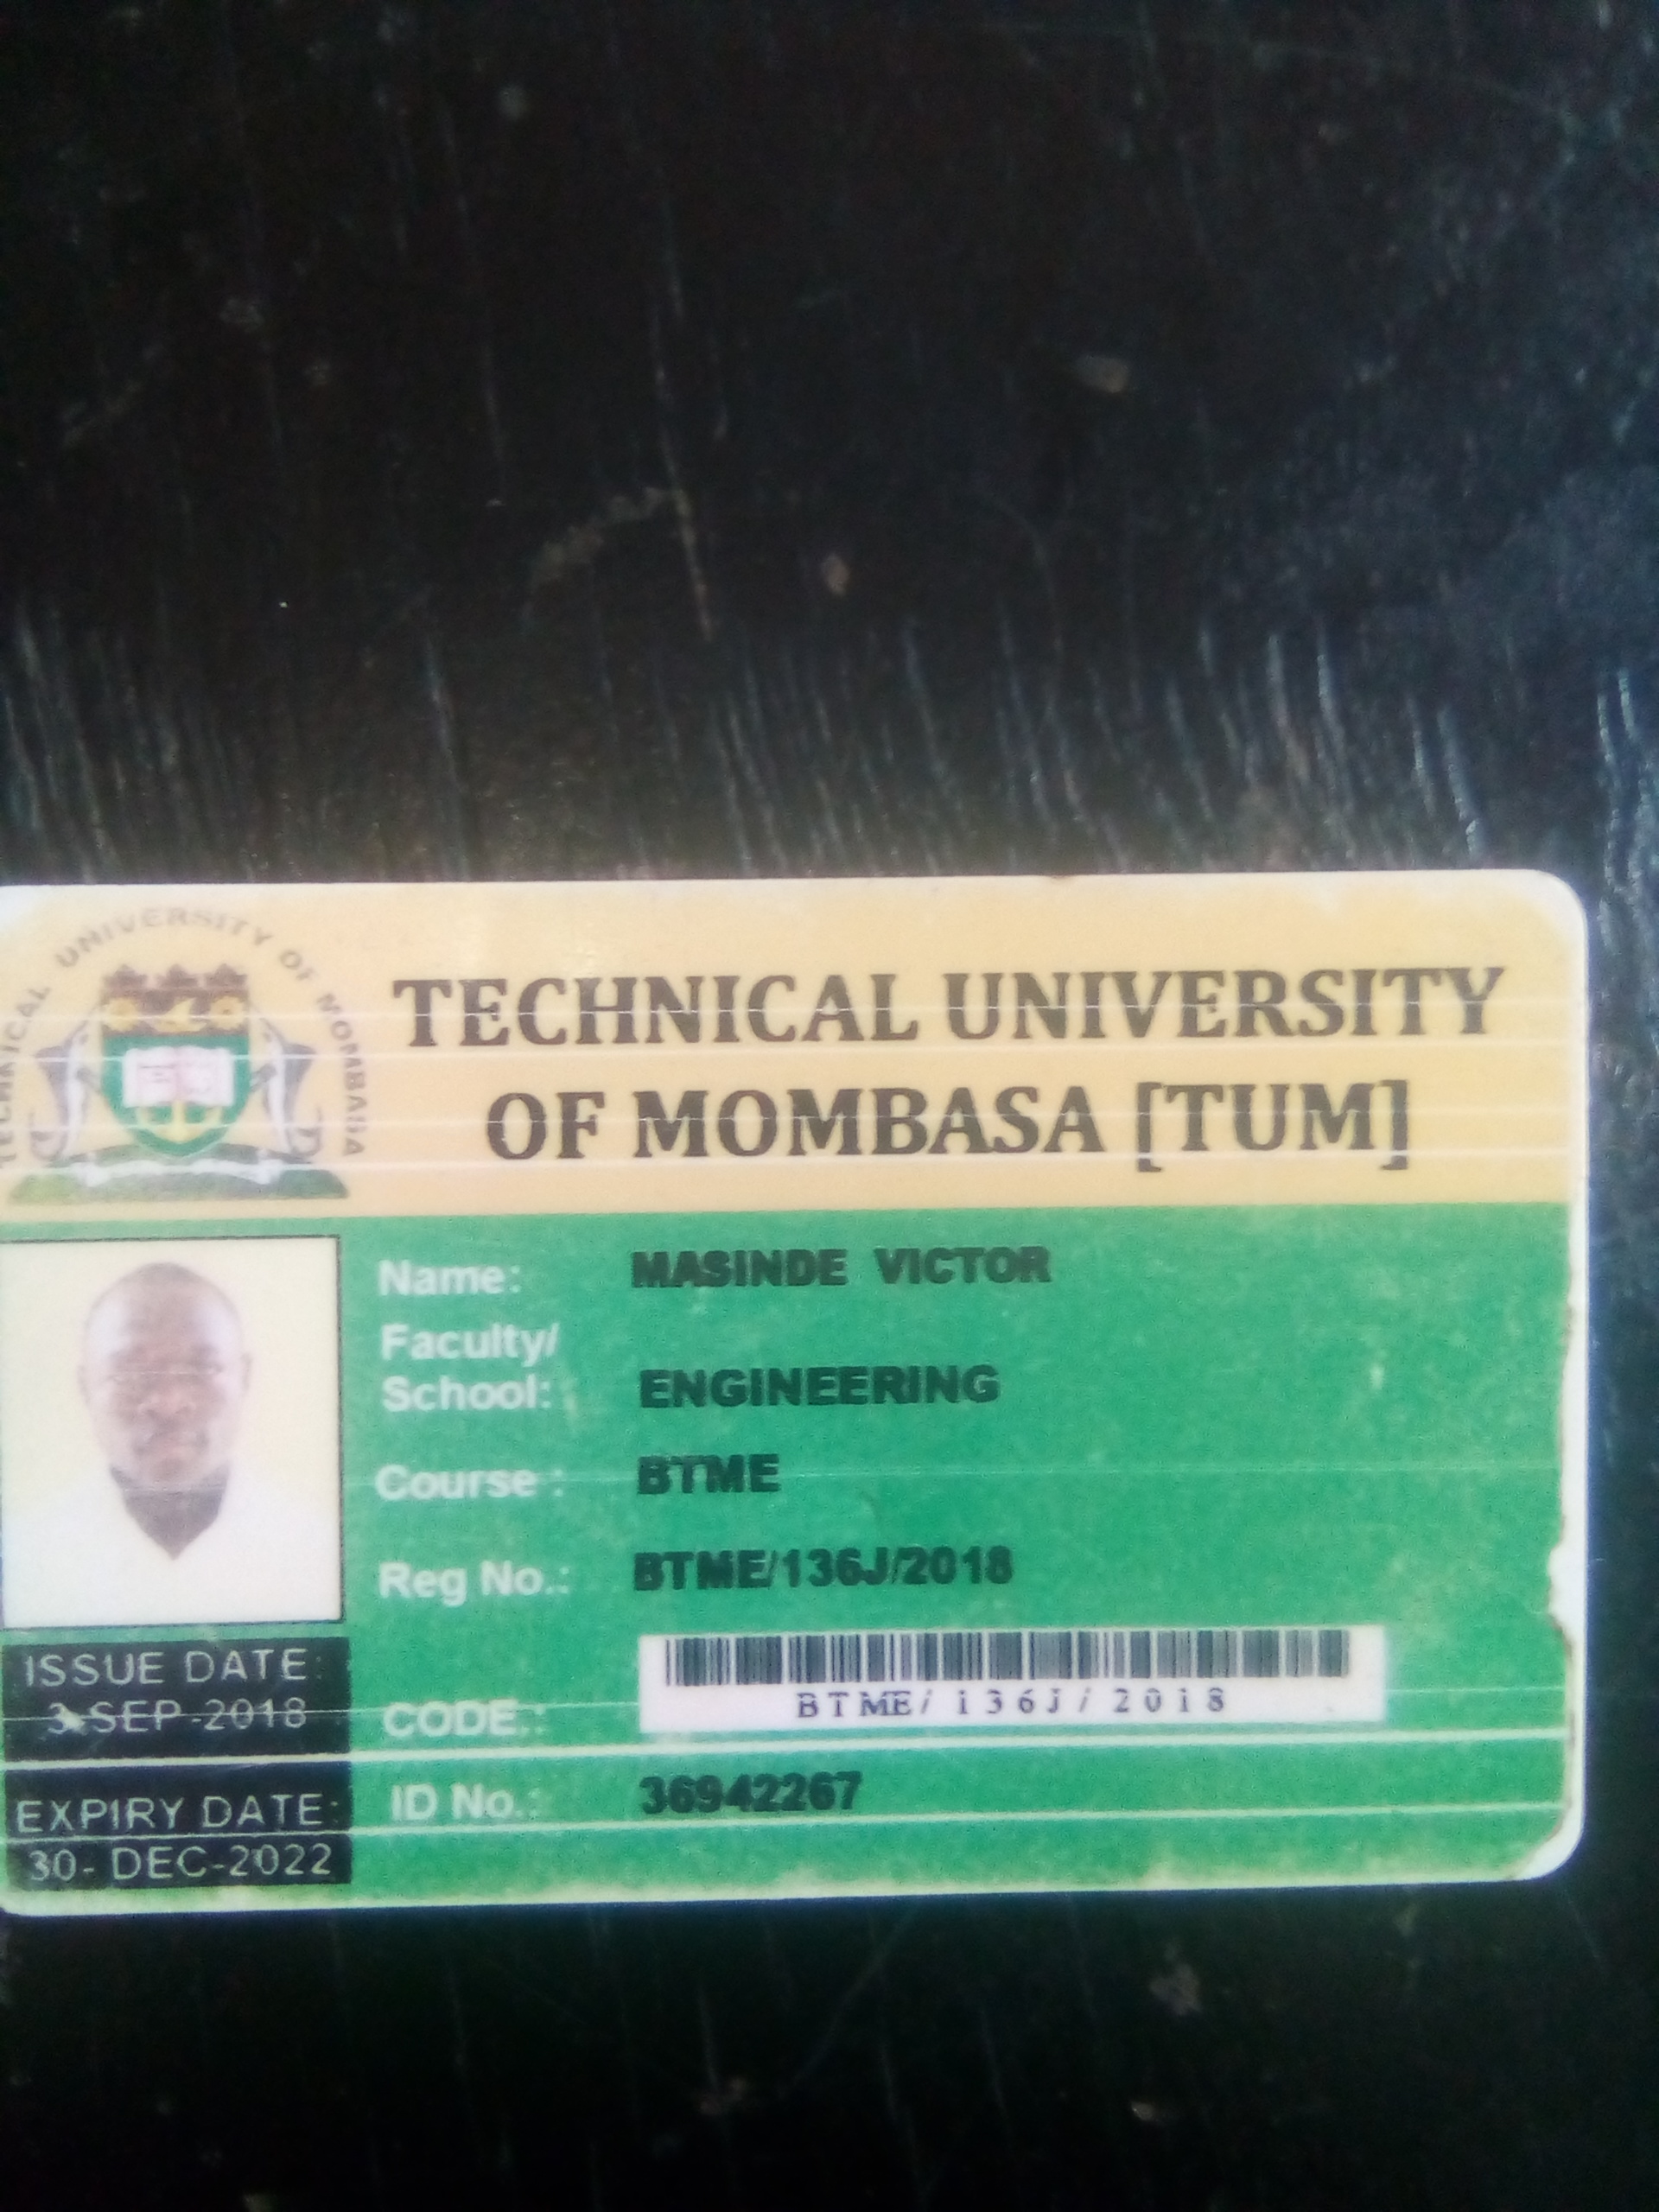 TECHNICAL UNIVERSITY OF MOMBASA
TECHNICAL UNIVERSITY
OF MOMBASA [TUM]
Name: MASINDE VICTOR
Faculty/
School: ENGINEERING
Course : BTME
Reg No.: BTME/136J/2018
CODE.: BTME/136J/2018
ID No.: 36942267
ISSUE DATE:
3-SEP-2018
EXPIRY DATE:
30- DEC-2022